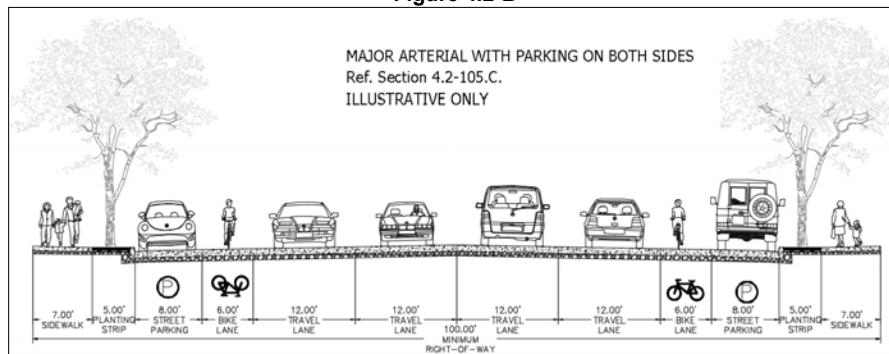 Figure 4.2-B
MAJOR ARTERIAL WITH PARKING ON BOTH SIDES
Ref. Section 4.2-105.C.
ILLUSTRATIVE ONLY
P
P
7.00'
SIDEWALK
5.00'
PLANTING
STRIP
8.00'
STREET
PARKING
6.00'
BIKE
LANE
12.00'
TRAVEL
LANE
12.00'
TRAVEL
LANE
12.00'
TRAVEL
LANE
12.00'
TRAVEL
LANE
6.00'
BIKE
LANE
8.00'
STREET
PARKING
5.00'
PLANTING
STRIP
7.00'
SIDEWALK
100.00'
MINIMUM
RIGHT-OF-WAY